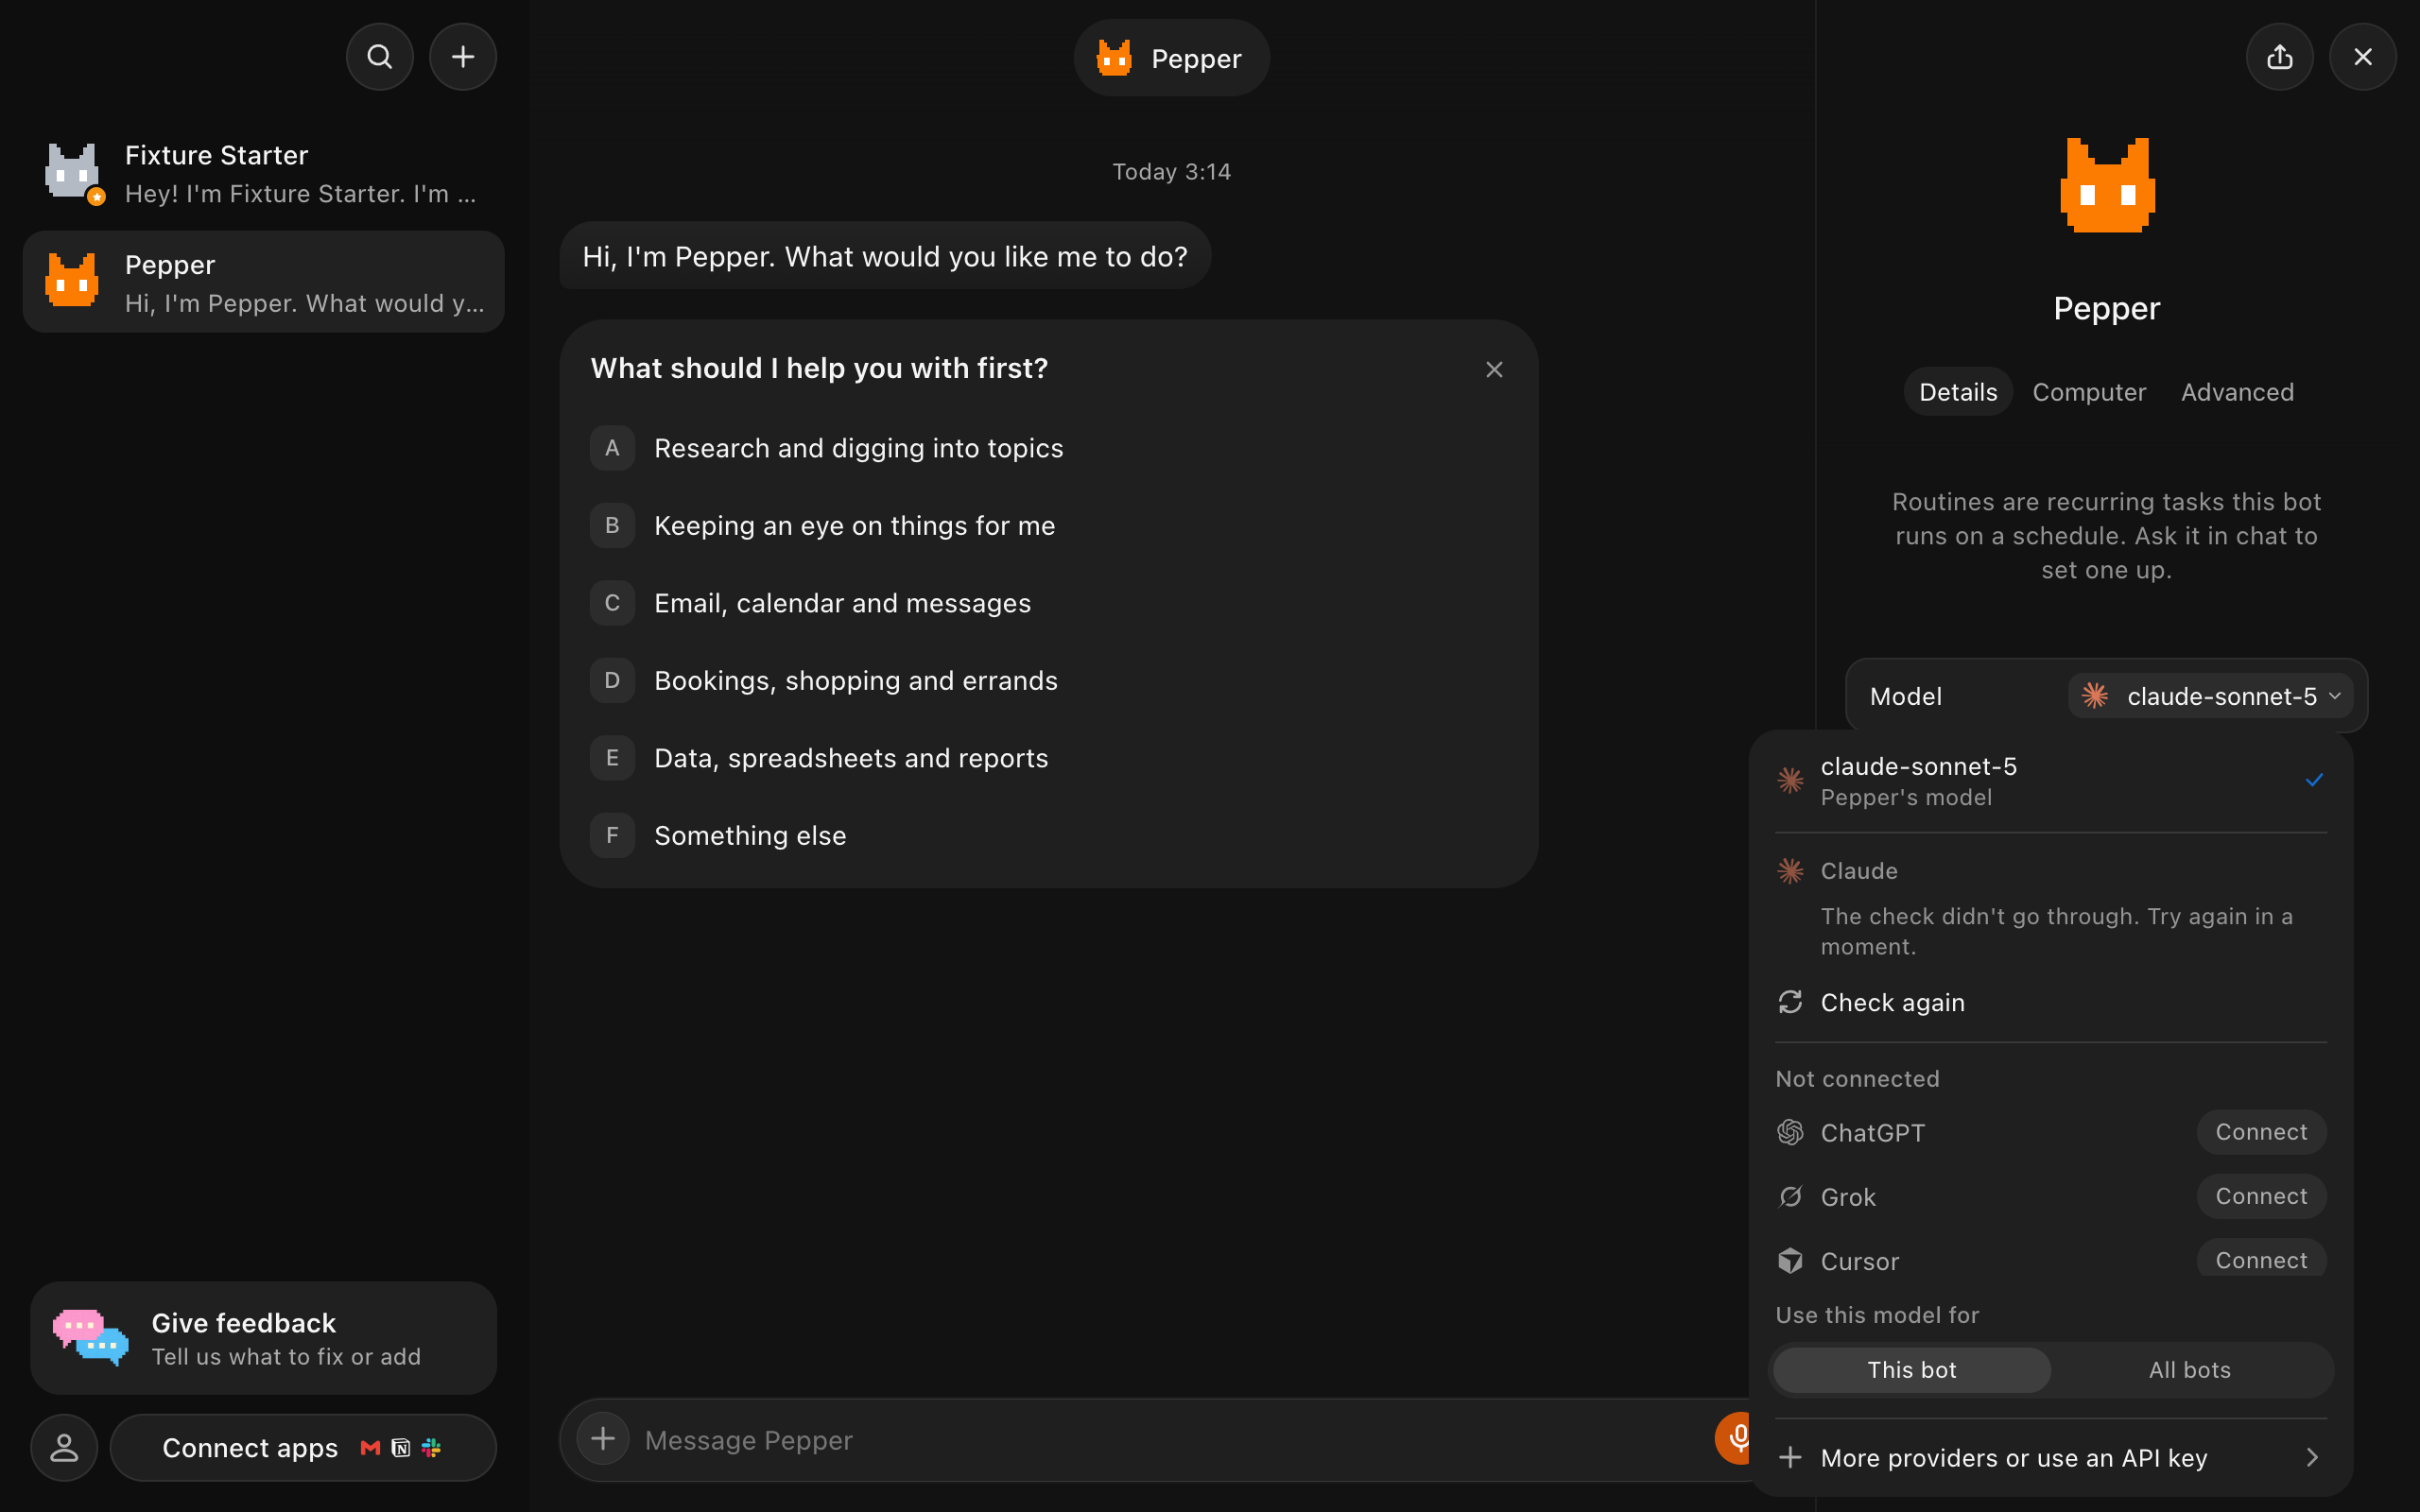 Fixture Starter
Hey! I'm Fixture Starter. I'm ...
Pepper
Hi, I'm Pepper. What would y...
Give feedback
Tell us what to fix or add
Connect apps
Pepper
Today 3:14
Hi, I'm Pepper. What would you like me to do?
What should I help you with first?
A Research and digging into topics
B Keeping an eye on things for me
C Email, calendar and messages
D Bookings, shopping and errands
E Data, spreadsheets and reports
F Something else
Message Pepper
Pepper
Details Computer Advanced
Routines are recurring tasks this bot
runs on a schedule. Ask it in chat to
set one up.
Model claude-sonnet-5
claude-sonnet-5
Pepper's model
Claude
The check didn't go through. Try again in a
moment.
Check again
Not connected
ChatGPT Connect
Grok Connect
Cursor Connect
Use this model for
This bot All bots
More providers or use an API key